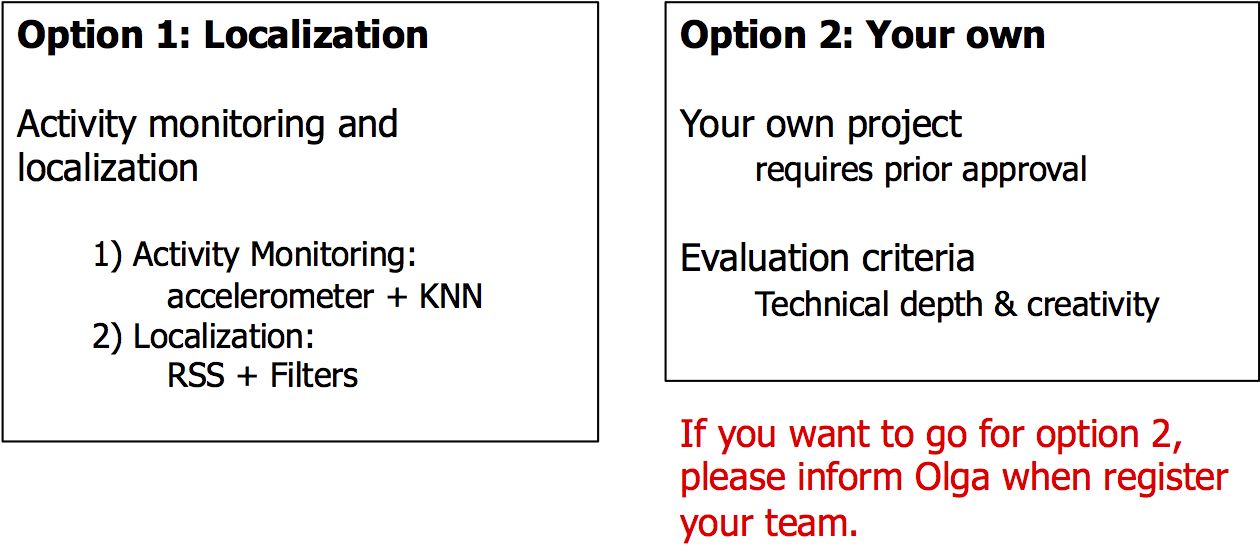 Option 1: Localization
Activity monitoring and
localization
1) Activity Monitoring:
accelerometer + KNN
2) Localization:
RSS + Filters
Option 2: Your own
Your own project
requires prior approval
Evaluation criteria
Technical depth & creativity
If you want to go for option 2,
please inform Olga when register
your team.